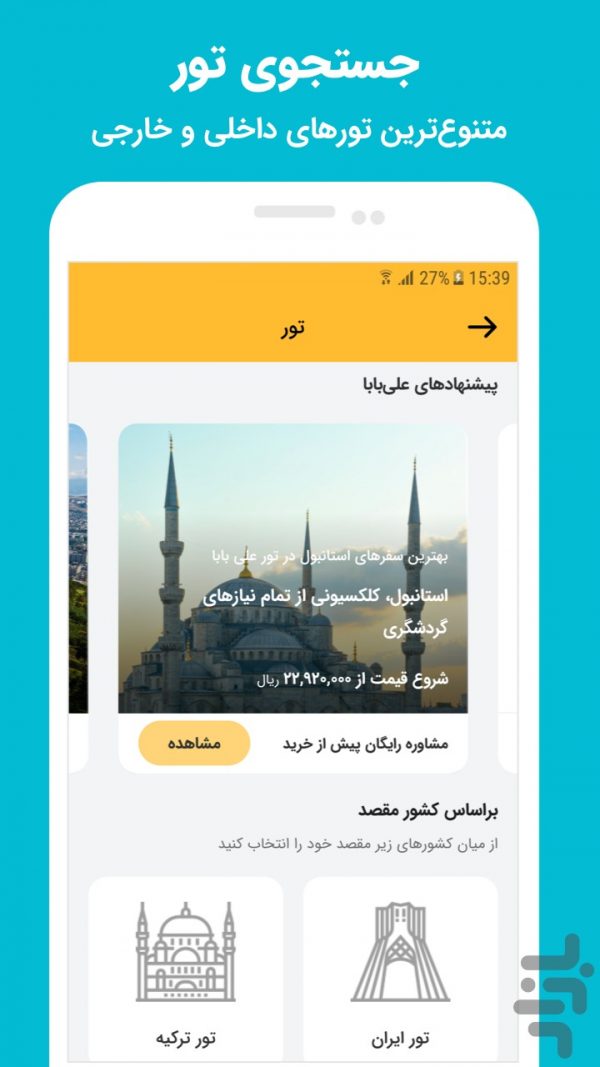 جستجوی تور
متنوع‌ترین تورهای داخلی و خارجی
27% 15:39
تور
پیشنهادهای علی‌بابا
بهترین سفرهای استانبول در تور علی بابا
استانبول، کلکسیونی از تمام نیازهای
گردشگری
شروع قیمت از ۲۲,۹۲۰,۰۰۰ ریال
مشاوره رایگان پیش از خرید
مشاهده
براساس کشور مقصد
از میان کشورهای زیر مقصد خود را انتخاب کنید
تور ایران
تور ترکیه
بازار